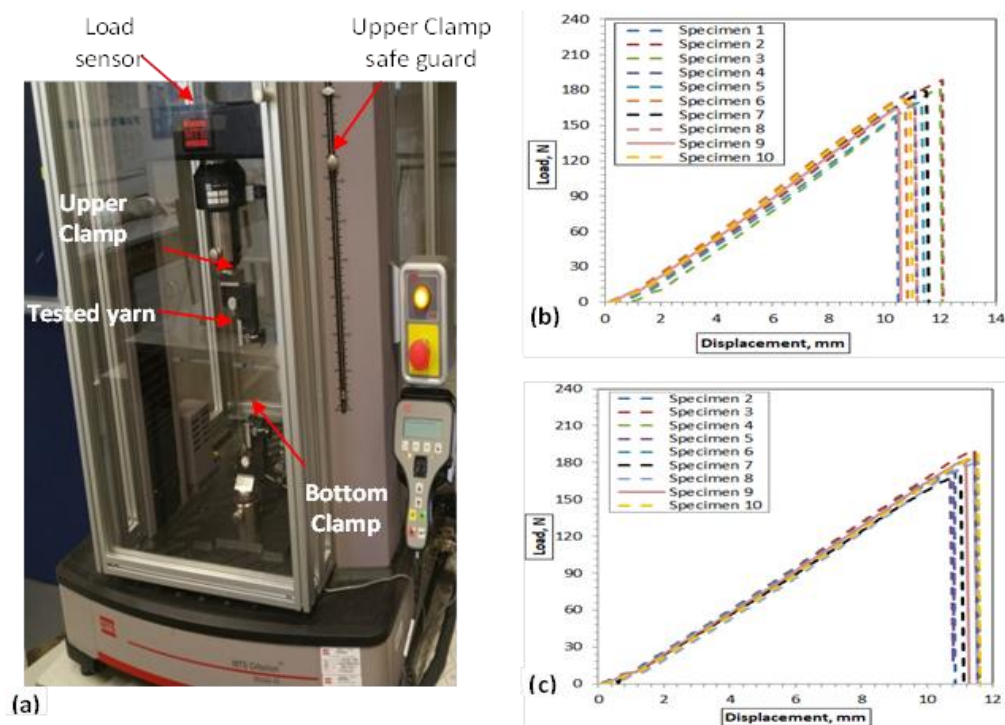 Load
sensor
Upper Clamp
safe guard
MTS
Upper
Clamp
Tested yarn
Bottom
Clamp
MTS Criterion
(a)
240
210
180
150
120
90
60
30
0
Load, N
Specimen 1
Specimen 2
Specimen 3
Specimen 4
Specimen 5
Specimen 6
Specimen 7
Specimen 8
Specimen 9
Specimen 10
0 2 4 6 8 10 12 14
Displacement, mm
(b)
240
210
180
150
120
90
60
30
0
Load, N
Specimen 2
Specimen 3
Specimen 4
Specimen 5
Specimen 6
Specimen 7
Specimen 8
Specimen 9
Specimen 10
0 2 4 6 8 10 12
Displacement, mm
(c)